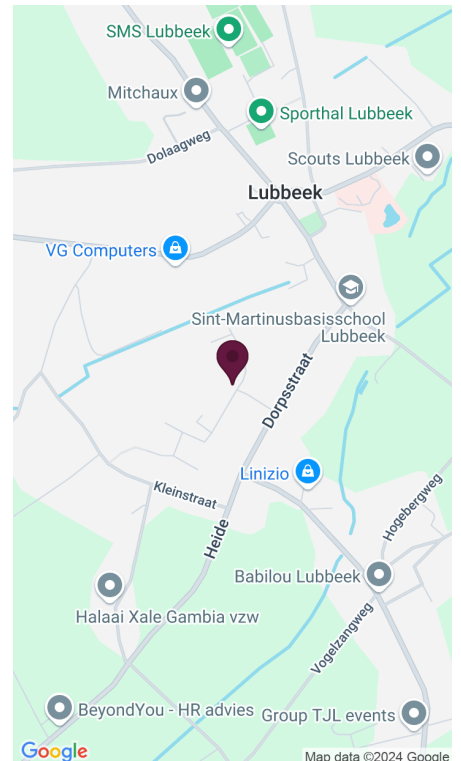 SMS Lubbeek
Mitchaux
Sporthal Lubbeek
Dolaagweg
Scouts Lubbeek
Lubbeek
VG Computers
Sint-Martinusbasisschool
Lubbeek
Dorpsstraat
Linizio
Kleinstraat
Hogebergweg
Heide
Babilou Lubbeek
Halaai Xale Gambia vzw
Vogelzangweg
BeyondYou - HR advies
Group TJL events
Google
Map data ©2024 Google